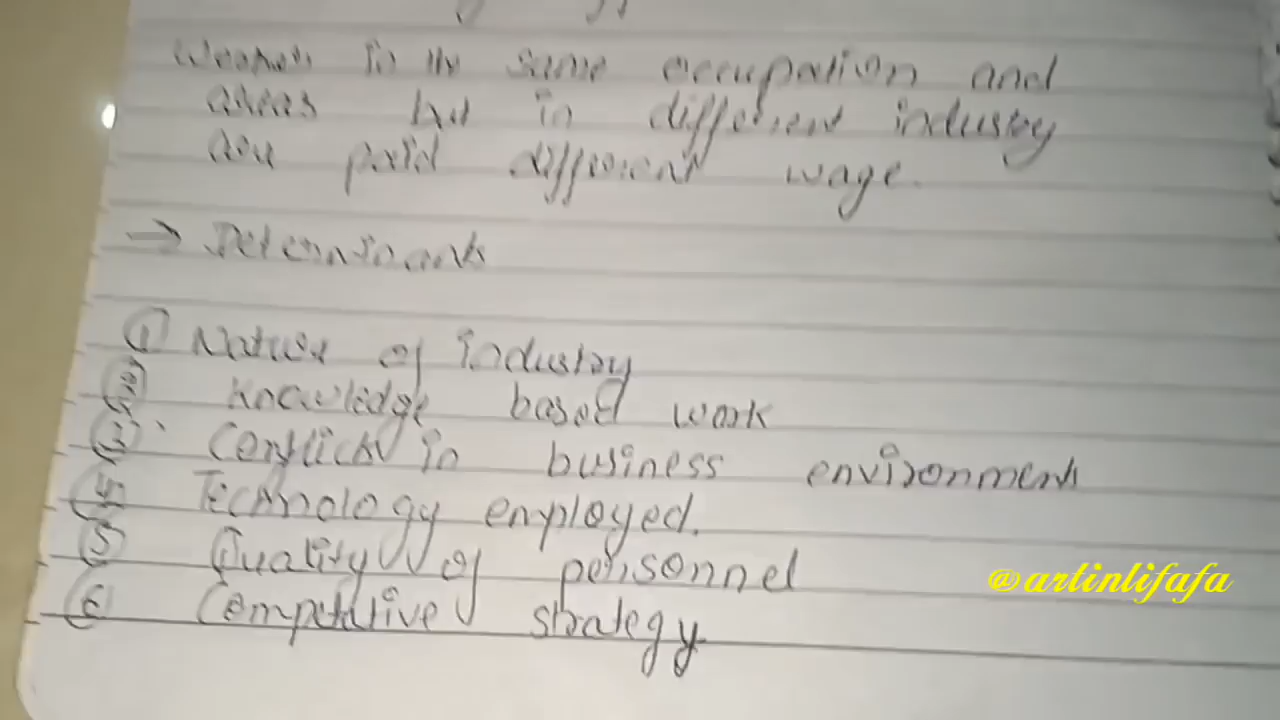 Workers in the same occupation and
areas but in different industry
are paid different wage.
→ Determinants
① Nature of industry
② Knowledge based work
③ Conflict in business environment
④ Technology employed.
⑤ Quality of personnel
⑥ Competative strategy
@artinlifafa